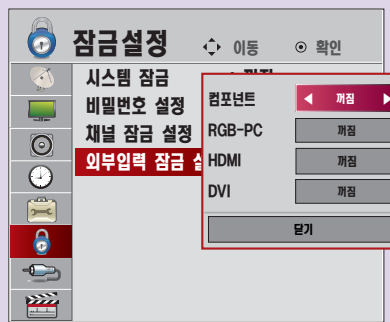 잠금설정 이동 확인
시스템 잠금
비밀번호 설정
채널 잠금 설정
외부입력 잠금
컴포넌트 꺼짐
RGB-PC 꺼짐
HDMI 꺼짐
DVI 꺼짐
닫기